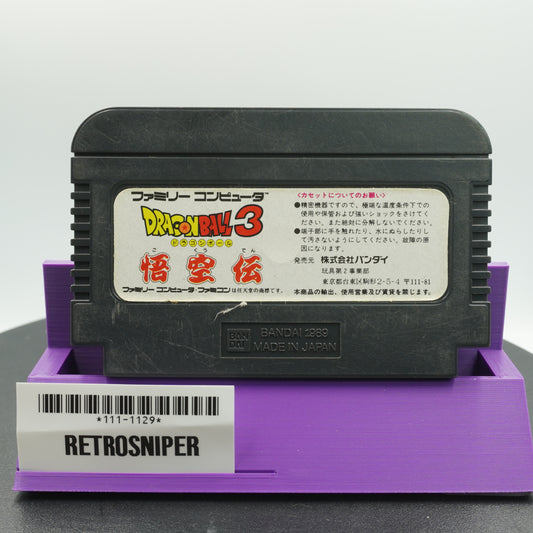 ファミリー コンピュータ™
DRAGONBALL 3
ドラゴンボール
ごくうでん
悟空伝
ファミリー コンピュータ・ファミコンは任天堂の商標です。
〈カセットについてのお願い〉
●精密機器ですので、極端な温度条件下での
使用や保管および強いショックをさけてく
ださい。また絶対に分解しないでください。
●端子部に手を触れたり、水にぬらしたりし
て汚さないようにしてください。故障の原
因になります。
発売元 株式会社バンダイ
玩具第2事業部
東京都台東区駒形2-5-4 〒111-81
本商品の輸出、使用営業及び賃貸を禁じます。
BAN DAI
BANDAI 1989
MADE IN JAPAN
*111-1129*
RETROSNIPER